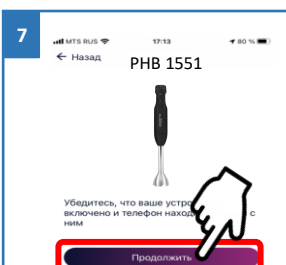 7
MTS RUS 17:13 80 %
← Назад
PHB 1551
Убедитесь, что ваше
включено и телефон с
ним
Продолжить